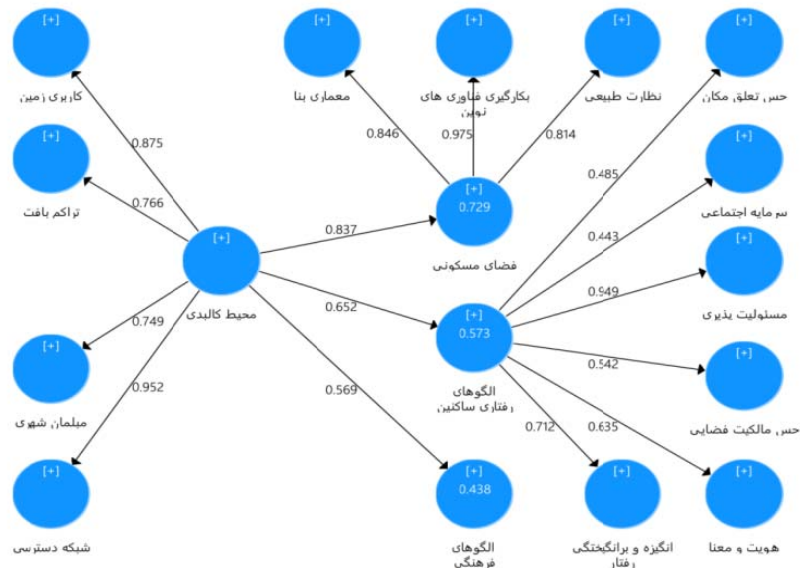 [+]
[+]
[+]
[+]
[+]
کاربری زمین
معماری بنا
بکارگیری فناوری های
نوین
نظارت طبیعی
حس تعلق مکان
0.875
0.846
0.975
0.814
[+]
تراکم بافت
0.766
0.485
[+]
سرمایه اجتماعی
[+]
0.729
فضای مسکونی
0.837
0.443
[+]
محیط کالبدی
[+]
مسئولیت پذیری
0.652
0.949
[+]
0.573
الگوهای
رفتاری ساکنین
0.749
[+]
مبلمان شهری
0.542
[+]
حس مالکیت فضایی
0.952
0.569
0.712
0.635
[+]
شبکه دسترسی
[+]
0.438
الگوهای
فرهنگی
[+]
انگیزه و برانگیختگی
رفتار
[+]
هویت و معنا